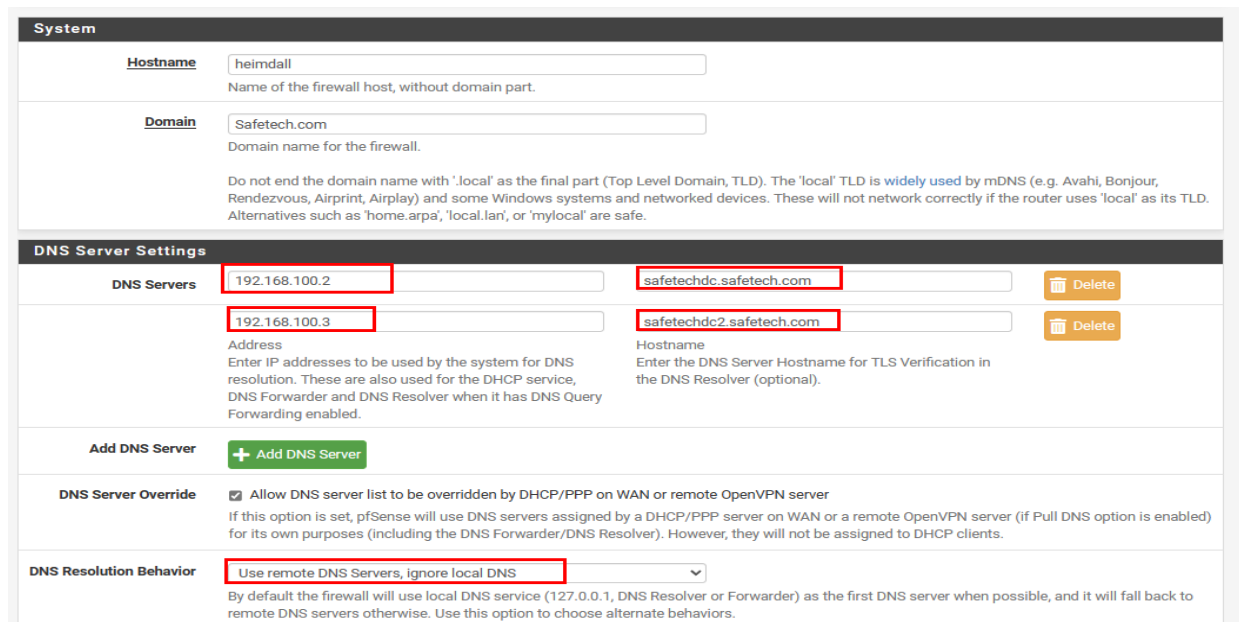 System
Hostname
heimdall
Name of the firewall host, without domain part.
Domain
Safetech.com
Domain name for the firewall.
Do not end the domain name with '.local' as the final part (Top Level Domain, TLD). The 'local' TLD is widely used by mDNS (e.g. Avahi, Bonjour,
Rendezvous, Airprint, Airplay) and some Windows systems and networked devices. These will not network correctly if the router uses 'local' as its TLD.
Alternatives such as 'home.arpa', 'local.lan', or 'mylocal' are safe.
DNS Server Settings
DNS Servers
192.168.100.2
safetechdc.safetech.com
Delete
192.168.100.3
safetechdc2.safetech.com
Delete
Address
Enter IP addresses to be used by the system for DNS
resolution. These are also used for the DHCP service,
DNS Forwarder and DNS Resolver when it has DNS Query
Forwarding enabled.
Hostname
Enter the DNS Server Hostname for TLS Verification in
the DNS Resolver (optional).
Add DNS Server
Add DNS Server
DNS Server Override
Allow DNS server list to be overridden by DHCP/PPP on WAN or remote OpenVPN server
If this option is set, pfSense will use DNS servers assigned by a DHCP/PPP server on WAN or a remote OpenVPN server (if Pull DNS option is enabled)
for its own purposes (including the DNS Forwarder/DNS Resolver). However, they will not be assigned to DHCP clients.
DNS Resolution Behavior
Use remote DNS Servers, ignore local DNS
By default the firewall will use local DNS service (127.0.0.1, DNS Resolver or Forwarder) as the first DNS server when possible, and it will fall back to
remote DNS servers otherwise. Use this option to choose alternate behaviors.